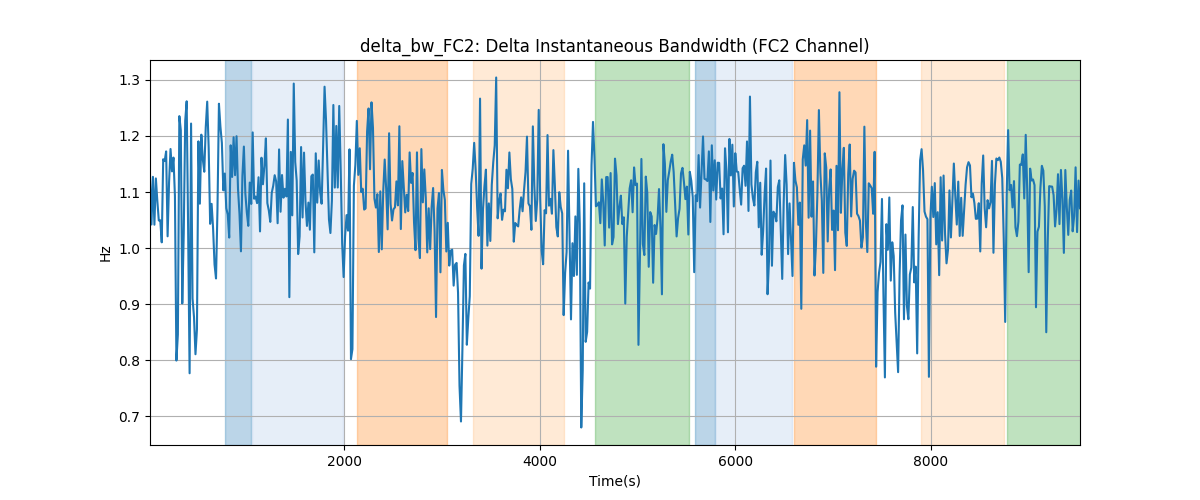 delta_bw_FC2: Delta Instantaneous Bandwidth (FC2 Channel)
1.3
1.2
1.1
1.0
0.9
0.8
0.7
Hz
2000 4000 6000 8000
Time(s)